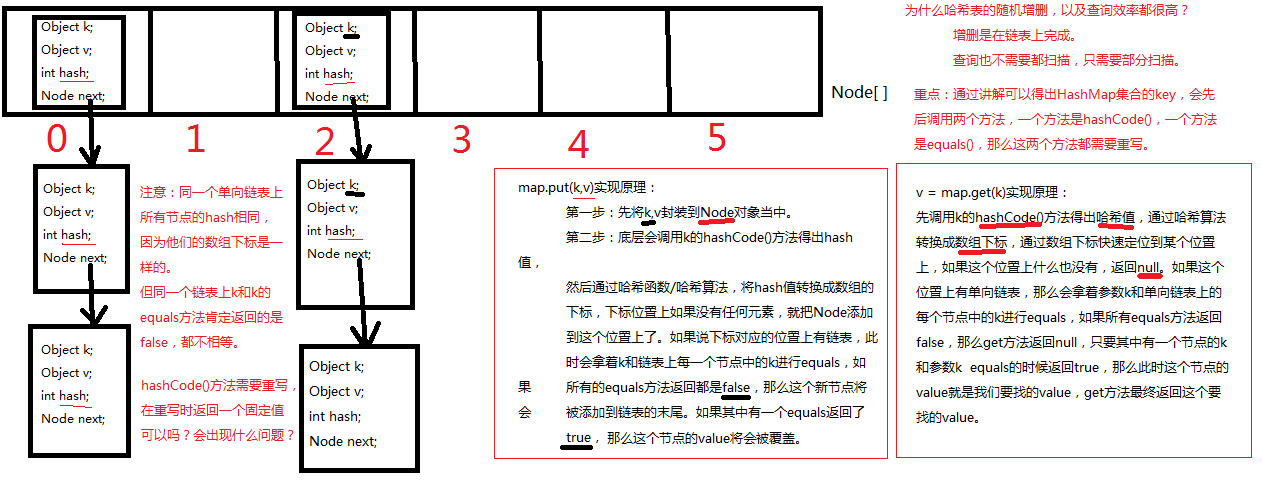 Object k;
Object v;
int hash;
Node next;
Object k;
Object v;
int hash;
Node next;
Node[ ]
0
1
2
3
4
5
Object k;
Object v;
int hash;
Node next;
Object k;
Object v;
int hash;
Node next;
注意：同一个单向链表上
所有节点的hash相同，
因为他们的数组下标是一
样的。
但同一个链表上k和k的
equals方法肯定返回的是
false，都不相等。
Object k;
Object v;
int hash;
Node next;
hashCode()方法需要重写，
在重写时返回一个固定值
可以吗？会出现什么问题？
Object k;
Object v;
int hash;
Node next;
map.put(k,v)实现原理：
第一步：先将k,v封装到Node对象当中。
第二步：底层会调用k的hashCode()方法得出hash
值，
然后通过哈希函数/哈希算法，将hash值转换成数组的
下标，下标位置上如果没有任何元素，就把Node添加
到这个位置上了。如果说下标对应的位置上有链表，此
时会拿着k和链表上每一个节点中的k进行equals，如
果 所有的equals方法返回都是false，那么这个新节点将
会 被添加到链表的末尾。如果其中有一个equals返回了
true，那么这个节点的value将会被覆盖。
为什么哈希表的随机增删，以及查询效率都很高？
增删是在链表上完成。
查询也不需要都扫描，只需要部分扫描。
重点：通过讲解可以得出HashMap集合的key，会先
后调用两个方法，一个方法是hashCode()，一个方法
是equals()，那么这两个方法都需要重写。
v = map.get(k)实现原理：
先调用k的hashCode()方法得出哈希值，通过哈希算法
转换成数组下标，通过数组下标快速定位到某个位置
上，如果这个位置上什么也没有，返回null。如果这个
位置上有单向链表，那么会拿着参数k和单向链表上的
每个节点中的k进行equals，如果所有equals方法返回
false，那么get方法返回null，只要其中有一个节点的k
和参数k equals的时候返回true，那么此时这个节点的
value就是我们要找的value，get方法最终返回这个要
找的value。